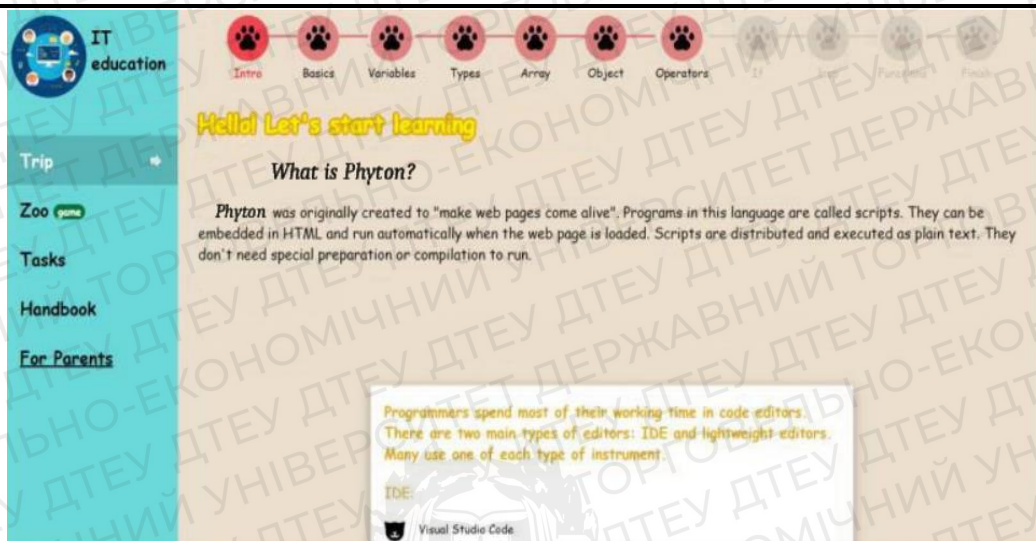 IT
education
Intro
Basics
Variables
Types
Array
Object
Operators
If
Functions
Finish
Hello! Let's start learning
Trip
Zoo game
Tasks
Handbook
For Parents
What is Phyton?
Phyton was originally created to "make web pages come alive". Programs in this language are called scripts. They can be
embedded in HTML and run automatically when the web page is loaded. Scripts are distributed and executed as plain text. They
don't need special preparation or compilation to run.
Programmers spend most of their working time in code editors.
There are two main types of editors: IDE and lightweight editors.
Many use one of each type of instrument.
IDE:
Visual Studio Code